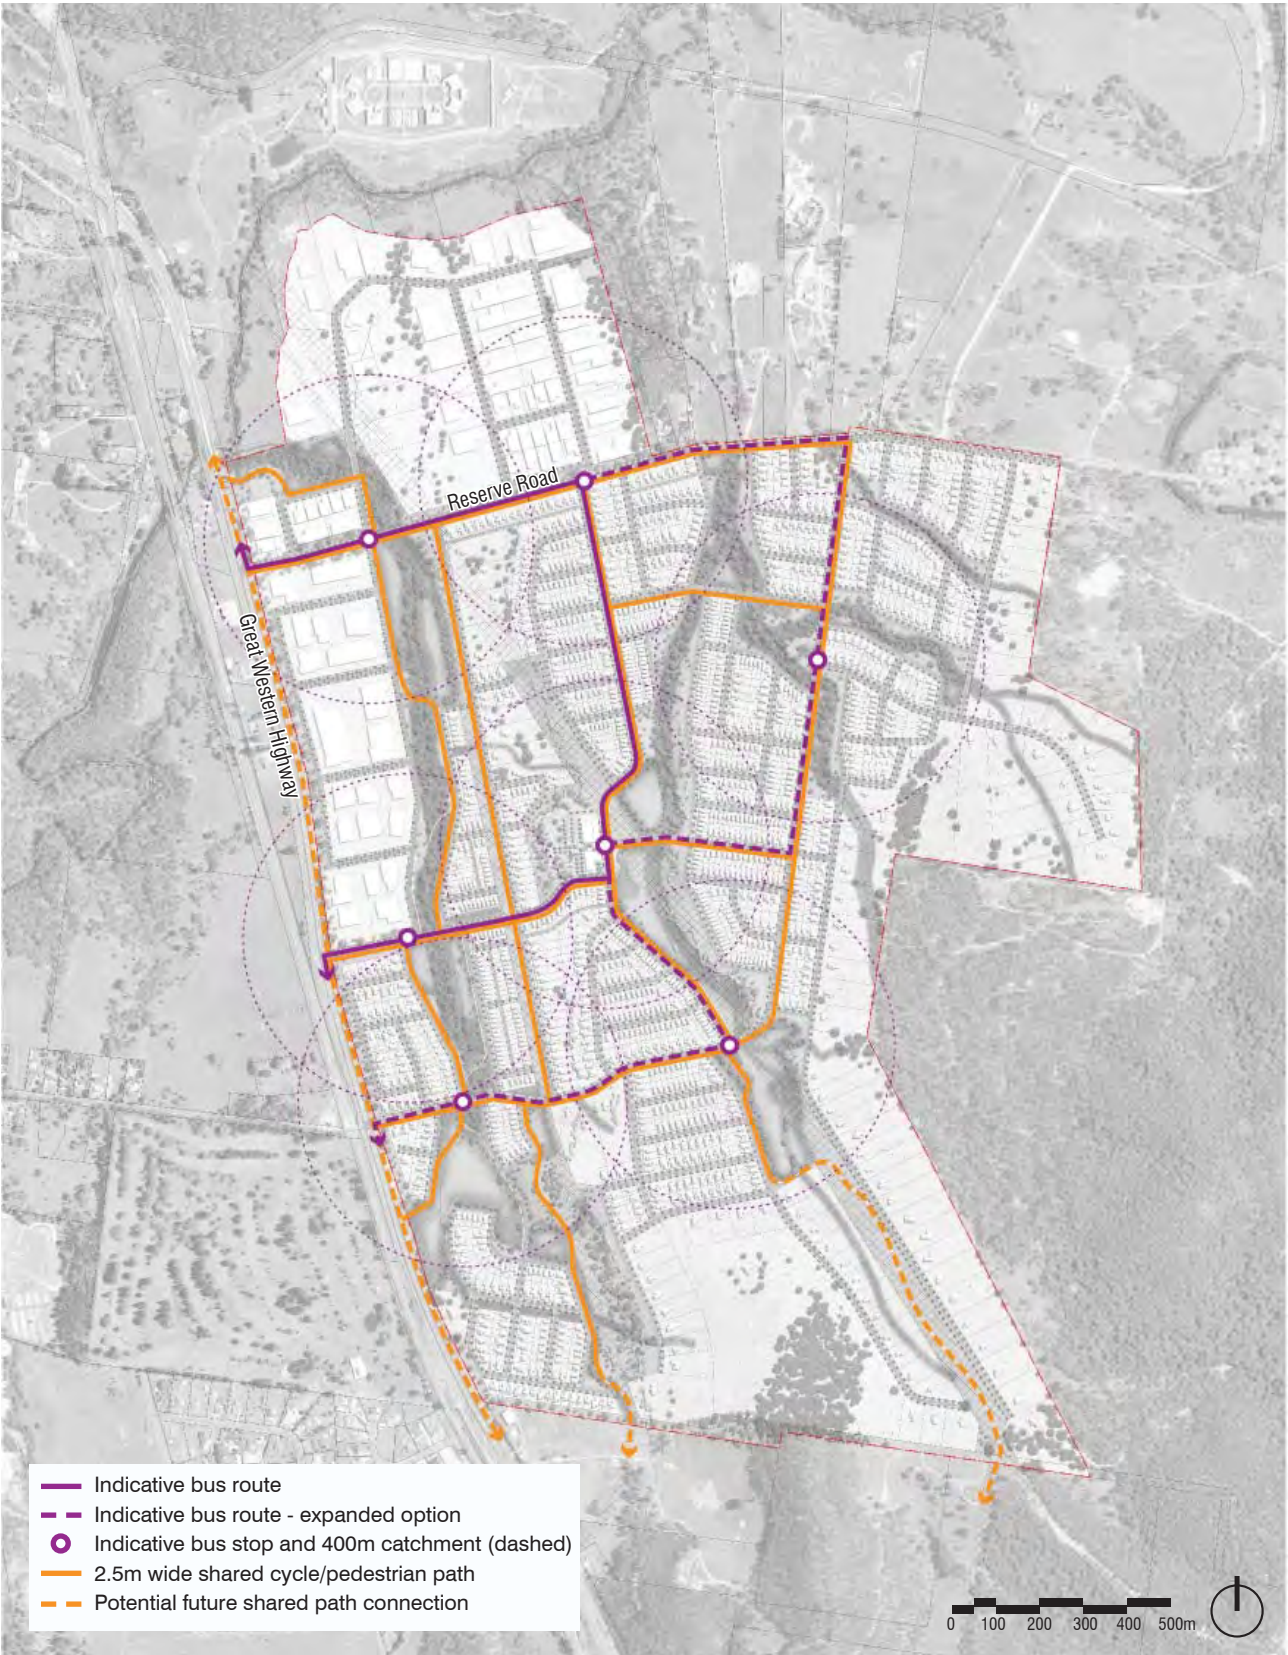 Reserve Road
Great Western Highway
Indicative bus route
Indicative bus route - expanded option
Indicative bus stop and 400m catchment (dashed)
2.5m wide shared cycle/pedestrian path
Potential future shared path connection
0 100 200 300 400 500m